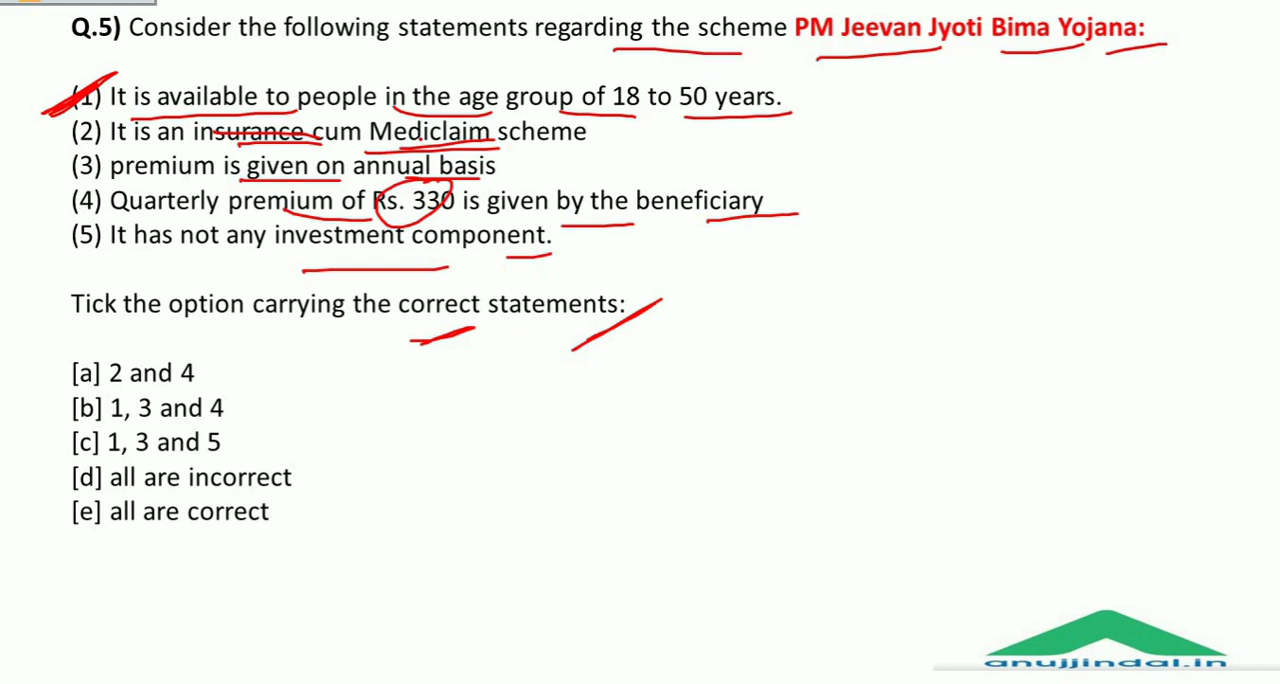 Q.5) Consider the following statements regarding the scheme PM Jeevan Jyoti Bima Yojana:
(1) It is available to people in the age group of 18 to 50 years.
(2) It is an insurance cum Mediclaim scheme
(3) premium is given on annual basis
(4) Quarterly premium of Rs. 330 is given by the beneficiary
(5) It has not any investment component.
Tick the option carrying the correct statements:
[a] 2 and 4
[b] 1, 3 and 4
[c] 1, 3 and 5
[d] all are incorrect
[e] all are correct
anujjindal.in